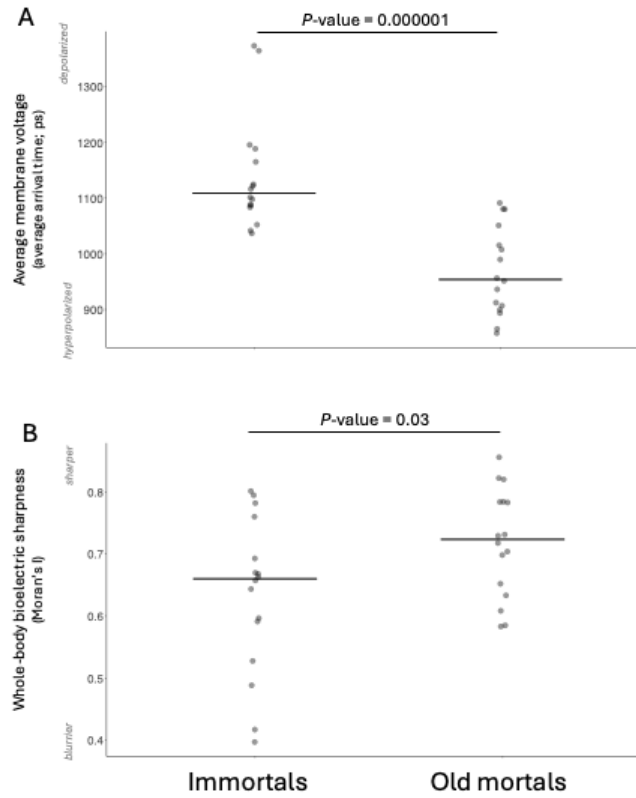 A
P-value = 0.000001
depolarized
Average membrane voltage
(average arrival time; ps)
hyperpolarized
1300
1200
1100
1000
900
B
P-value = 0.03
sharper
Whole-body bioelectric sharpness
(Moran's I)
blurrier
0.8
0.7
0.6
0.5
0.4
Immortals
Old mortals